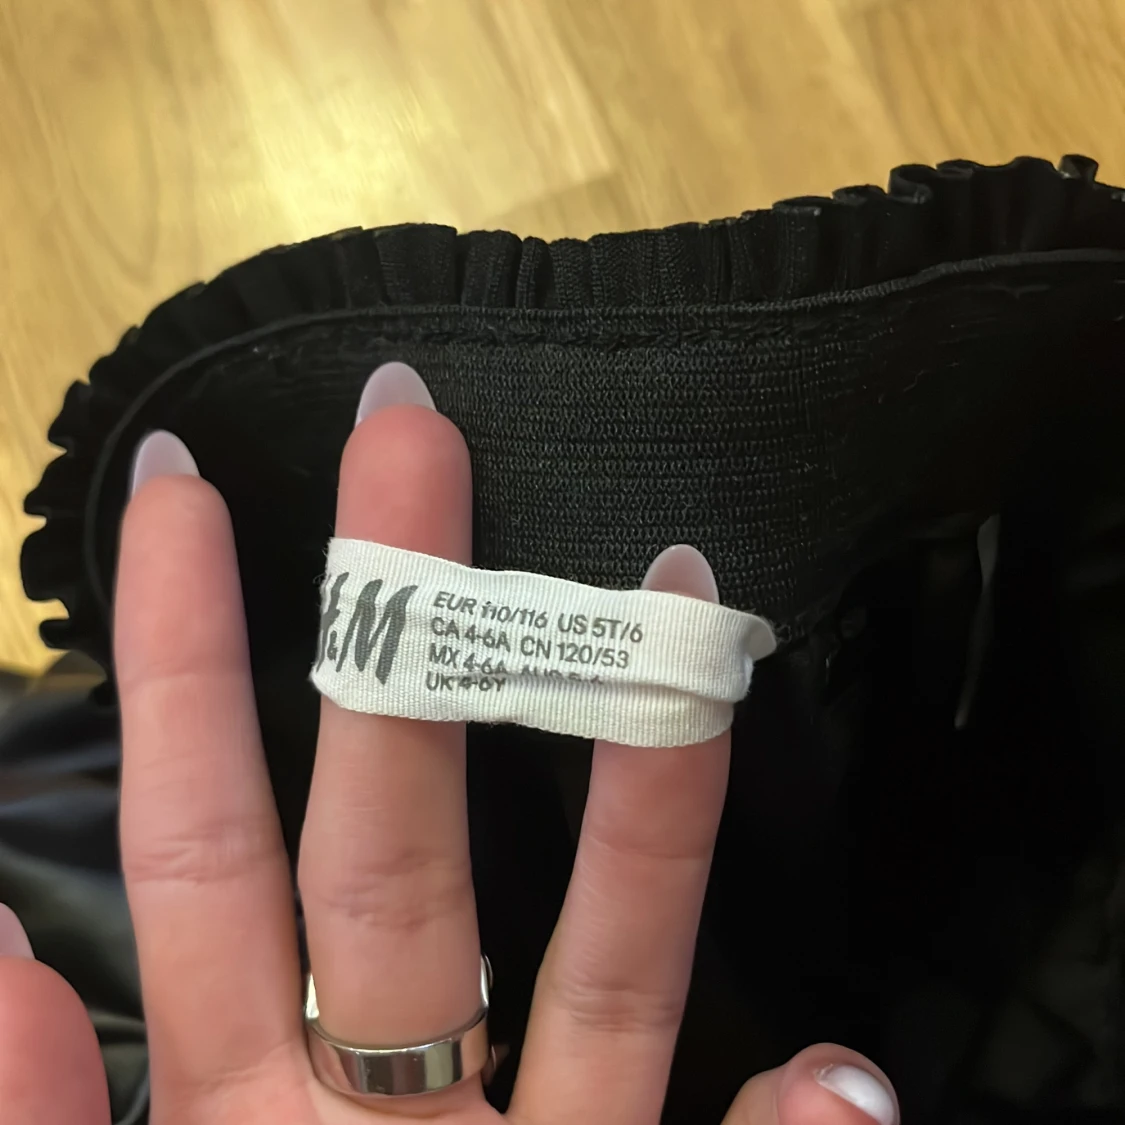 H&M
EUR 110/116 US 5T/6
CA 4-6A CN 120/53
MX 4-6A
UK 4-6Y